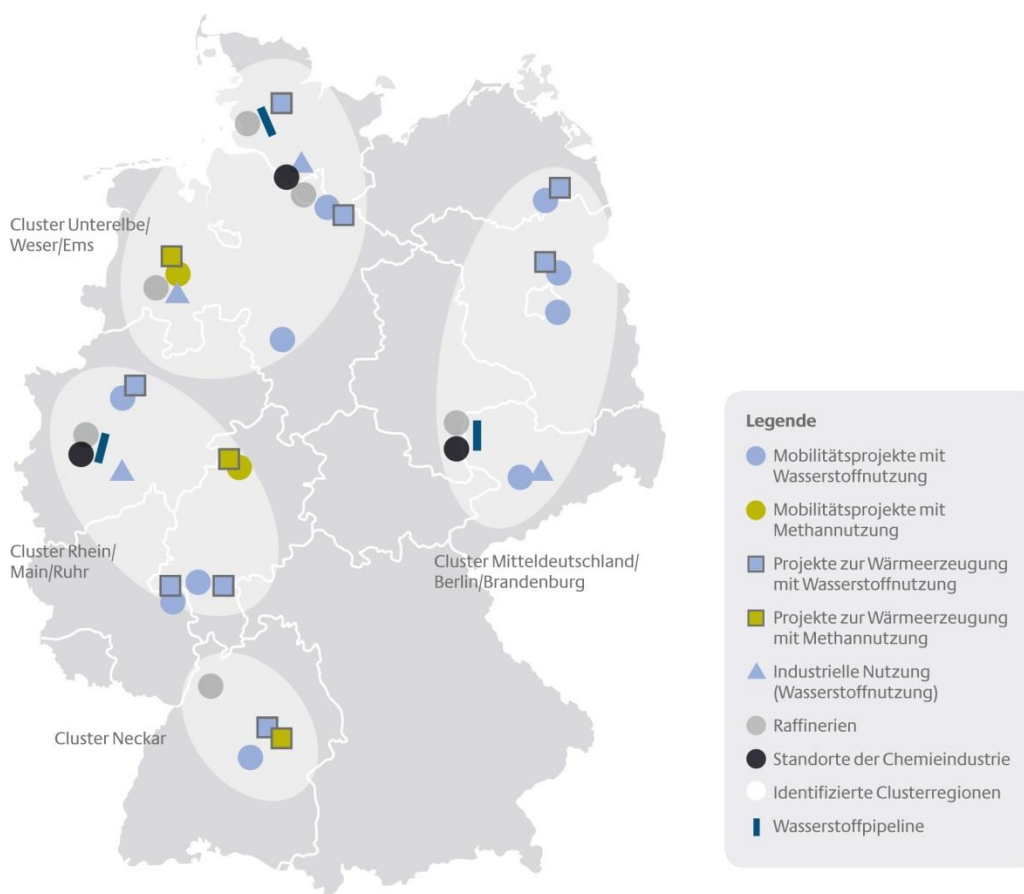 Cluster Unterelbe/
Weser/Ems
Cluster Rhein/
Main/Ruhr
Cluster Mitteldeutschland/
Berlin/Brandenburg
Cluster Neckar
Legende
Mobilitätsprojekte mit
Wasserstoffnutzung
Mobilitätsprojekte mit
Methannutzung
Projekte zur Wärmeerzeugung
mit Wasserstoffnutzung
Projekte zur Wärmeerzeugung
mit Methannutzung
Industrielle Nutzung
(Wasserstoffnutzung)
Raffinerien
Standorte der Chemieindustrie
Identifizierte Clusterregionen
Wasserstoffpipeline